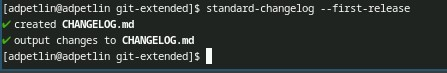 [adpetlin@adpetlin git-extended]$ standard-changelog --first-release
✔ created CHANGELOG.md
✔ output changes to CHANGELOG.md
[adpetlin@adpetlin git-extended]$